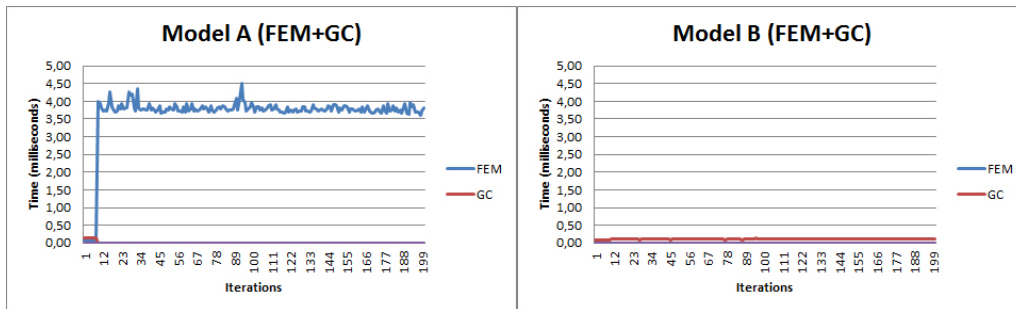 Model A (FEM+GC)
Time (milliseconds)
5,00
4,50
4,00
3,50
3,00
2,50
2,00
1,50
1,00
0,50
0,00
1 12 23 34 45 56 67 78 89 100 111 122 133 144 155 166 177 188 199
Iterations
FEM
GC
Model B (FEM+GC)
Time (milliseconds)
5,00
4,50
4,00
3,50
3,00
2,50
2,00
1,50
1,00
0,50
0,00
1 12 23 34 45 56 67 78 89 100 111 122 133 144 155 166 177 188 199
Iterations
FEM
GC